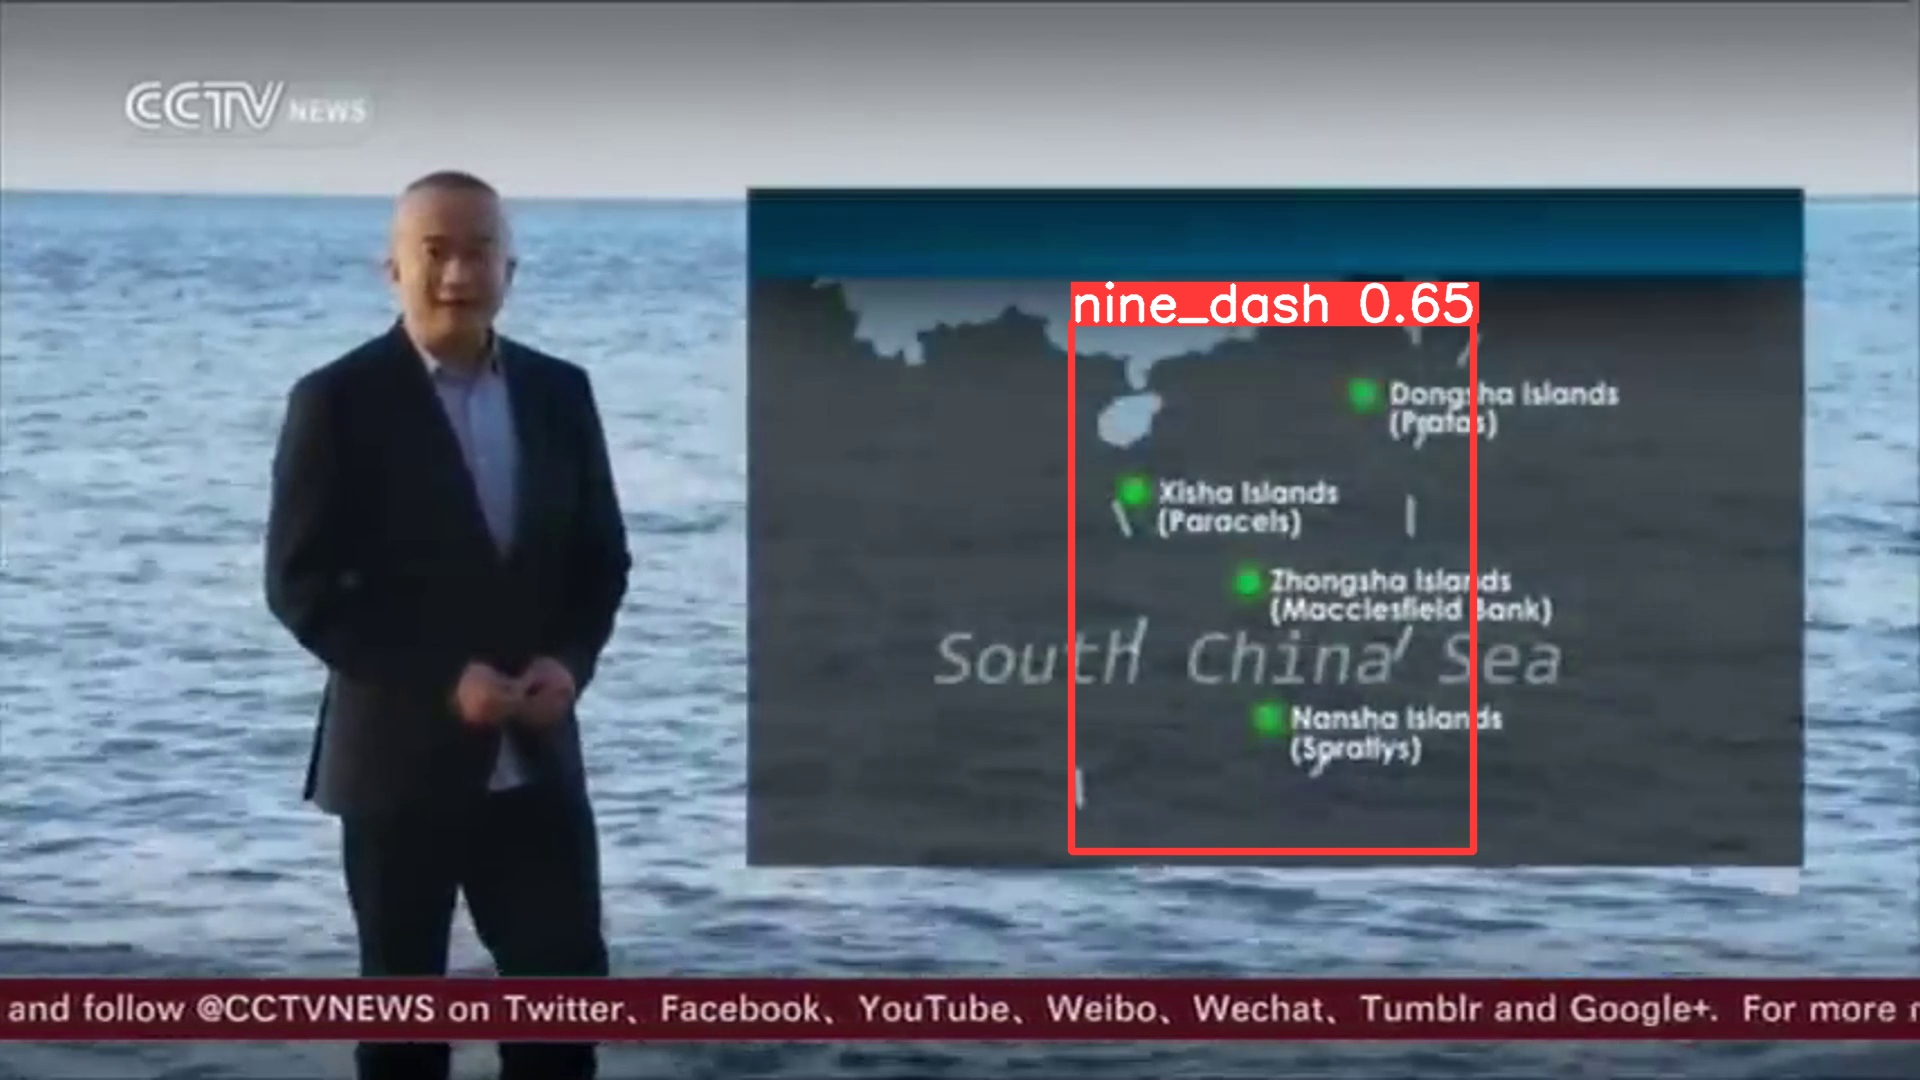 CCTV NEWS
nine_dash 0.65
Dongsha Islands
(Pratas)
Xisha Islands
(Paracels)
Zhongsha Islands
(Macclesfield Bank)
South China Sea
Nansha Islands
(Spratlys)
and follow @CCTVNEWS on Twitter、Facebook、YouTube、Weibo、Wechat、Tumblr and Google+. For more